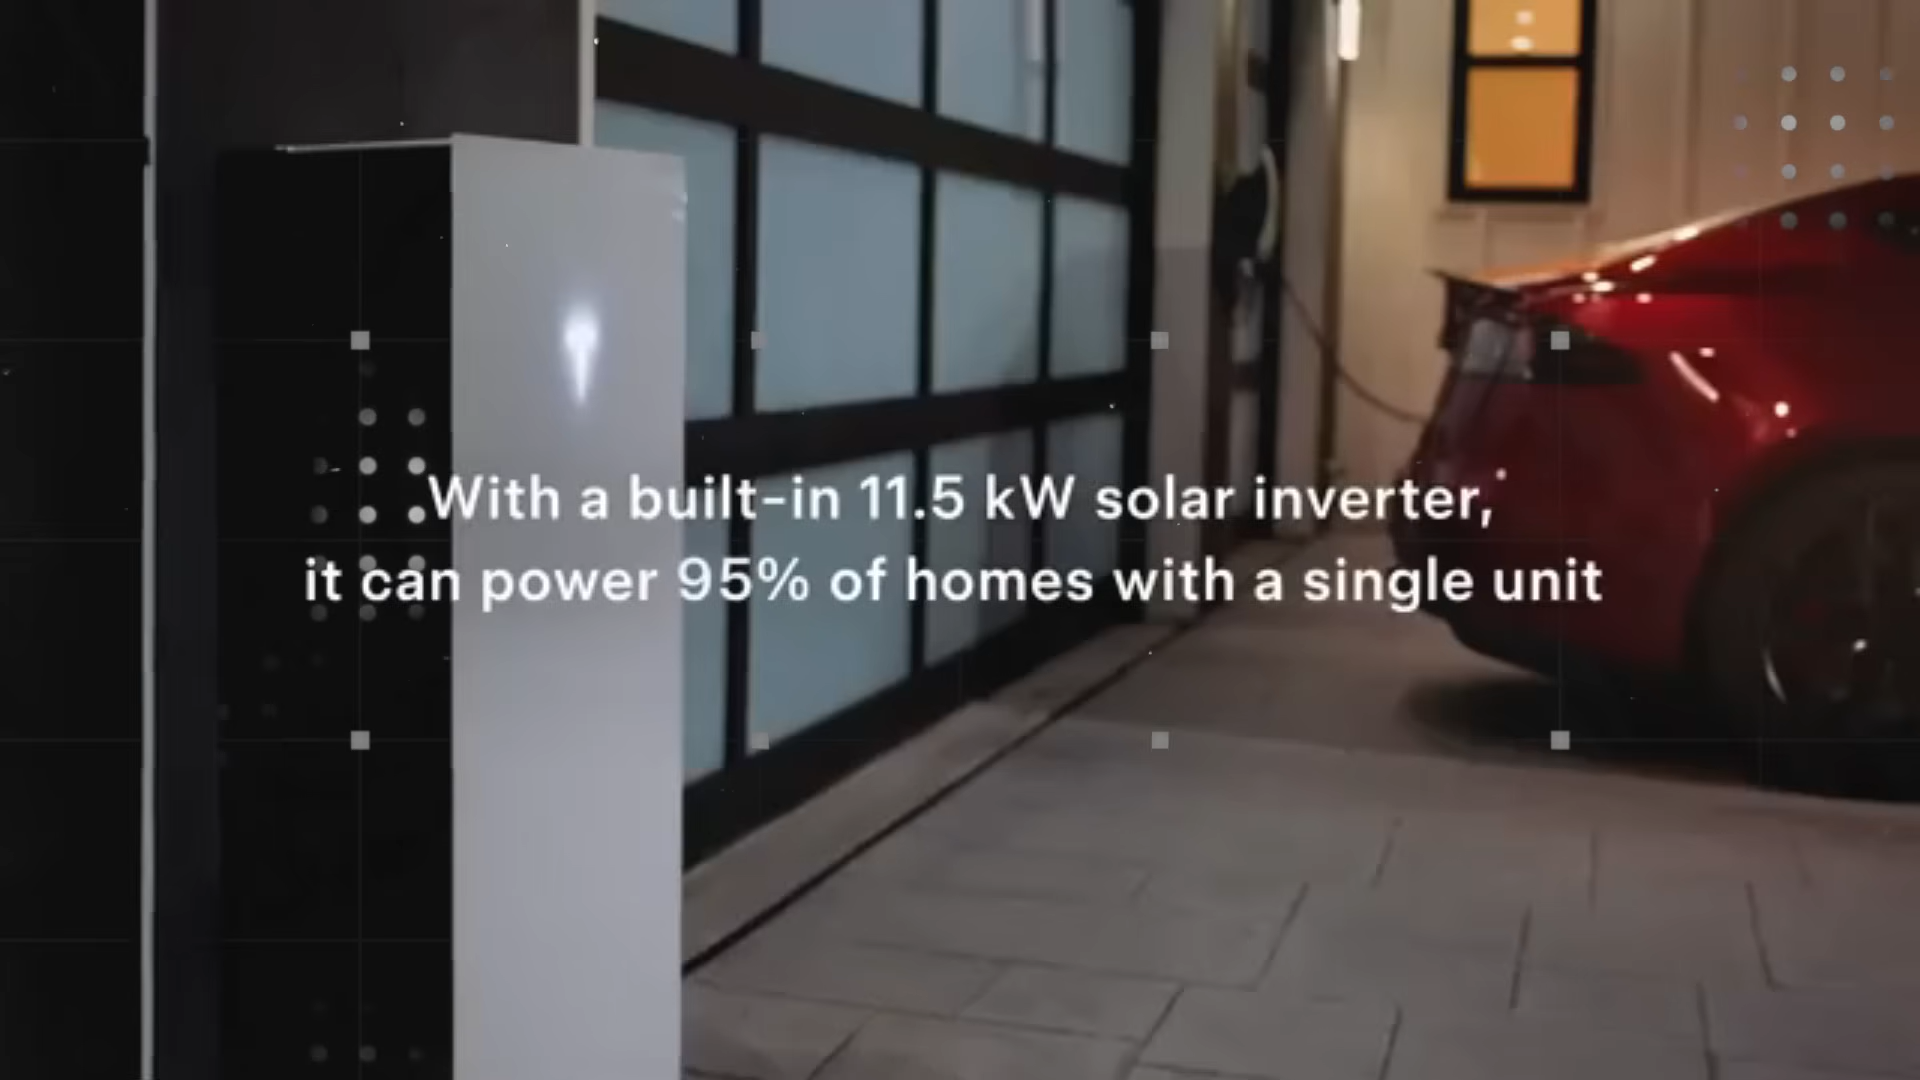 With a built-in 11.5 kW solar inverter,
it can power 95% of homes with a single unit